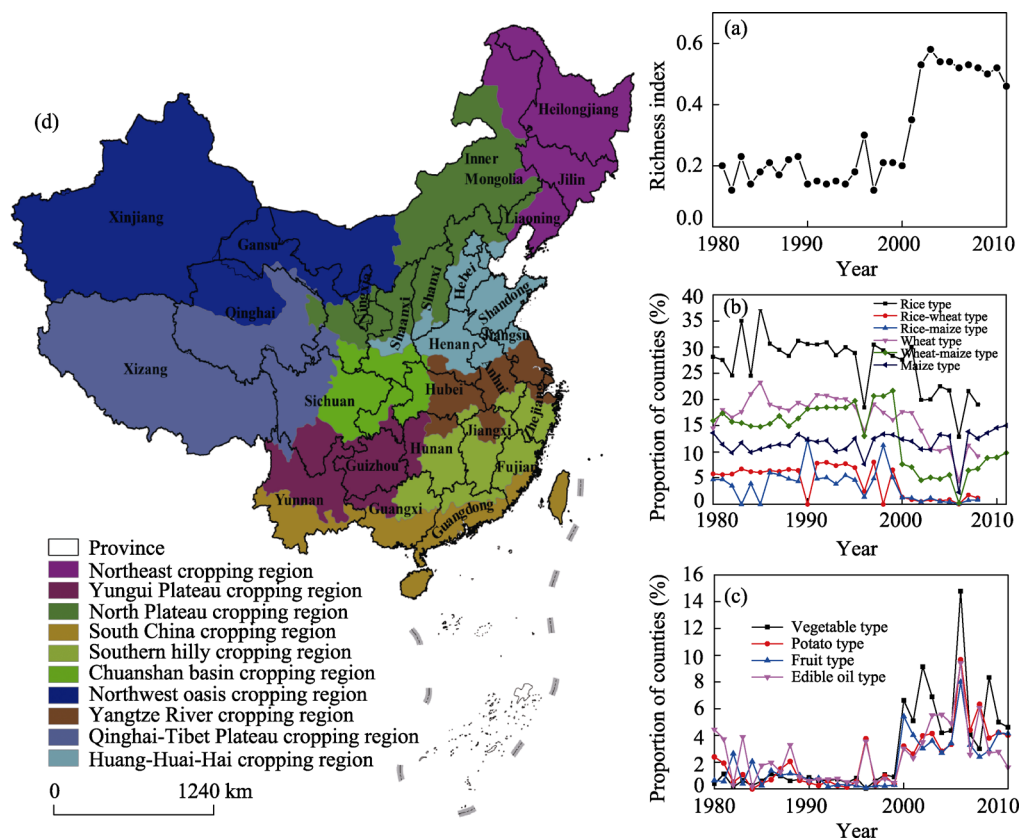 (d)
Heilongjiang
Inner
Mongolia
Jilin
Liaoning
Xinjiang
Gansu
Qinghai
Ningxia
Shaanxi
Shanxi
Hebei
Shandong
Henan
Jiangsu
Xizang
Sichuan
Hubei
Anhui
Zhejiang
Hunan
Jiangxi
Guizhou
Fujian
Yunnan
Guangxi
Guangdong
Province
Northeast cropping region
Yungui Plateau cropping region
North Plateau cropping region
South China cropping region
Southern hilly cropping region
Chuanshan basin cropping region
Northwest oasis cropping region
Yangtze River cropping region
Qinghai-Tibet Plateau cropping region
Huang-Huai-Hai cropping region
0 1240 km
(a)
Richness index
0.6
0.4
0.2
0.0
1980 1990 2000 2010
Year
(b)
Proportion of counties (%)
40
35
30
25
20
15
10
5
0
Rice type
Rice-wheat type
Rice-maize type
Wheat type
Wheat-maize type
Maize type
1980 1990 2000 2010
Year
(c)
Proportion of counties (%)
16
14
12
10
8
6
4
2
0
Vegetable type
Potato type
Fruit type
Edible oil type
1980 1990 2000 2010
Year